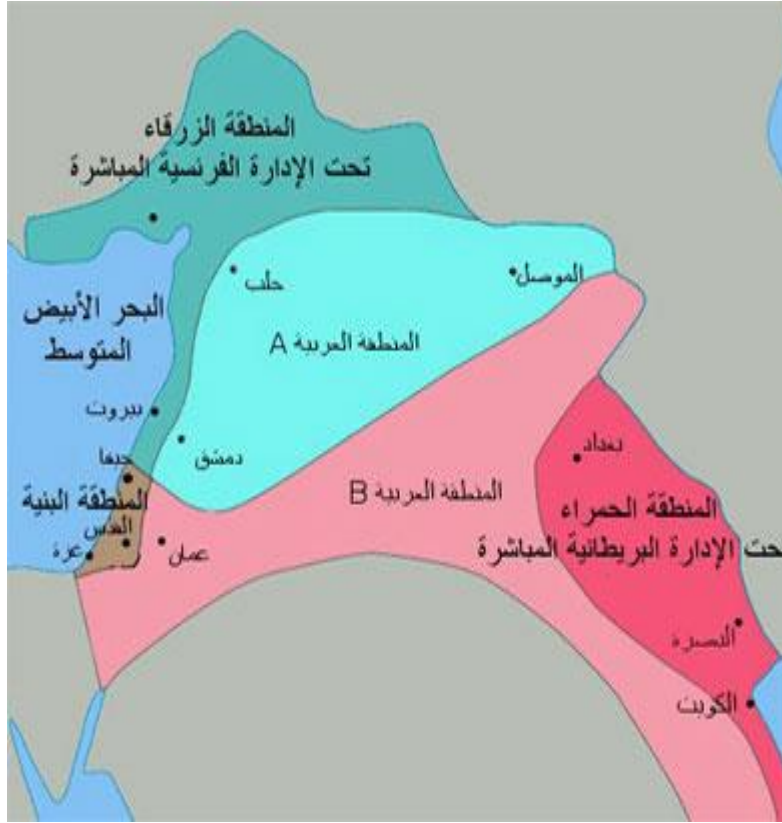 المنطقة الزرقاء
تحت الإدارة الفرنسية المباشرة
حلب
الموصل
البحر الأبيض
المتوسط
المنطقة العربية A
بيروت
دمشق
حيفا
بغداد
المنطقة العربية B
المنطقة البنية
المنطقة الحمراء
القدس
حت الإدارة البريطانية المباشرة
غزة
عمان
البصرة
الكويت